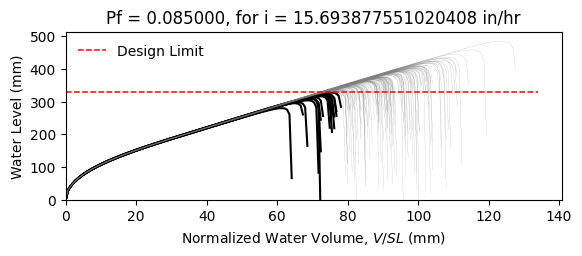 Pf = 0.085000, for i = 15.693877551020408 in/hr
Water Level (mm)
500
400
300
200
100
0
Design Limit
0 20 40 60 80 100 120 140
Normalized Water Volume, V/SL (mm)